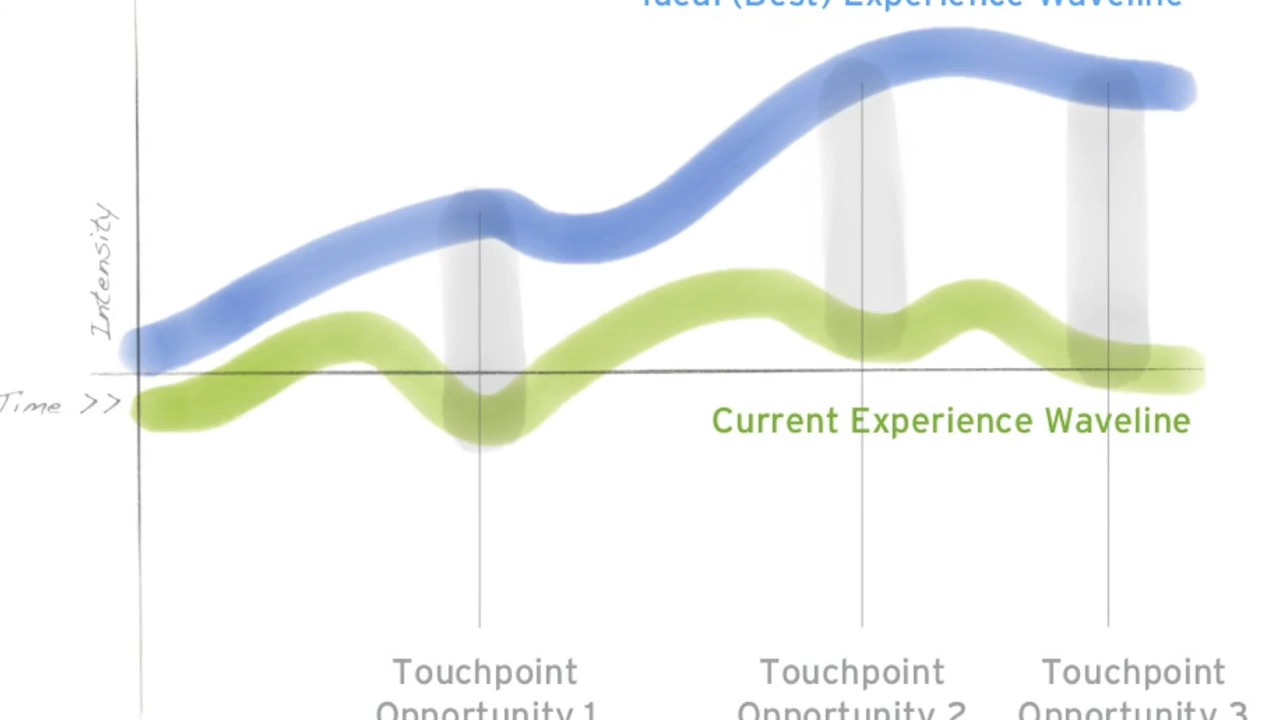 Ideal (Best) Experience Waveline
Intensity
Time >>
Current Experience Waveline
Touchpoint
Opportunity 1
Touchpoint
Opportunity 2
Touchpoint
Opportunity 3